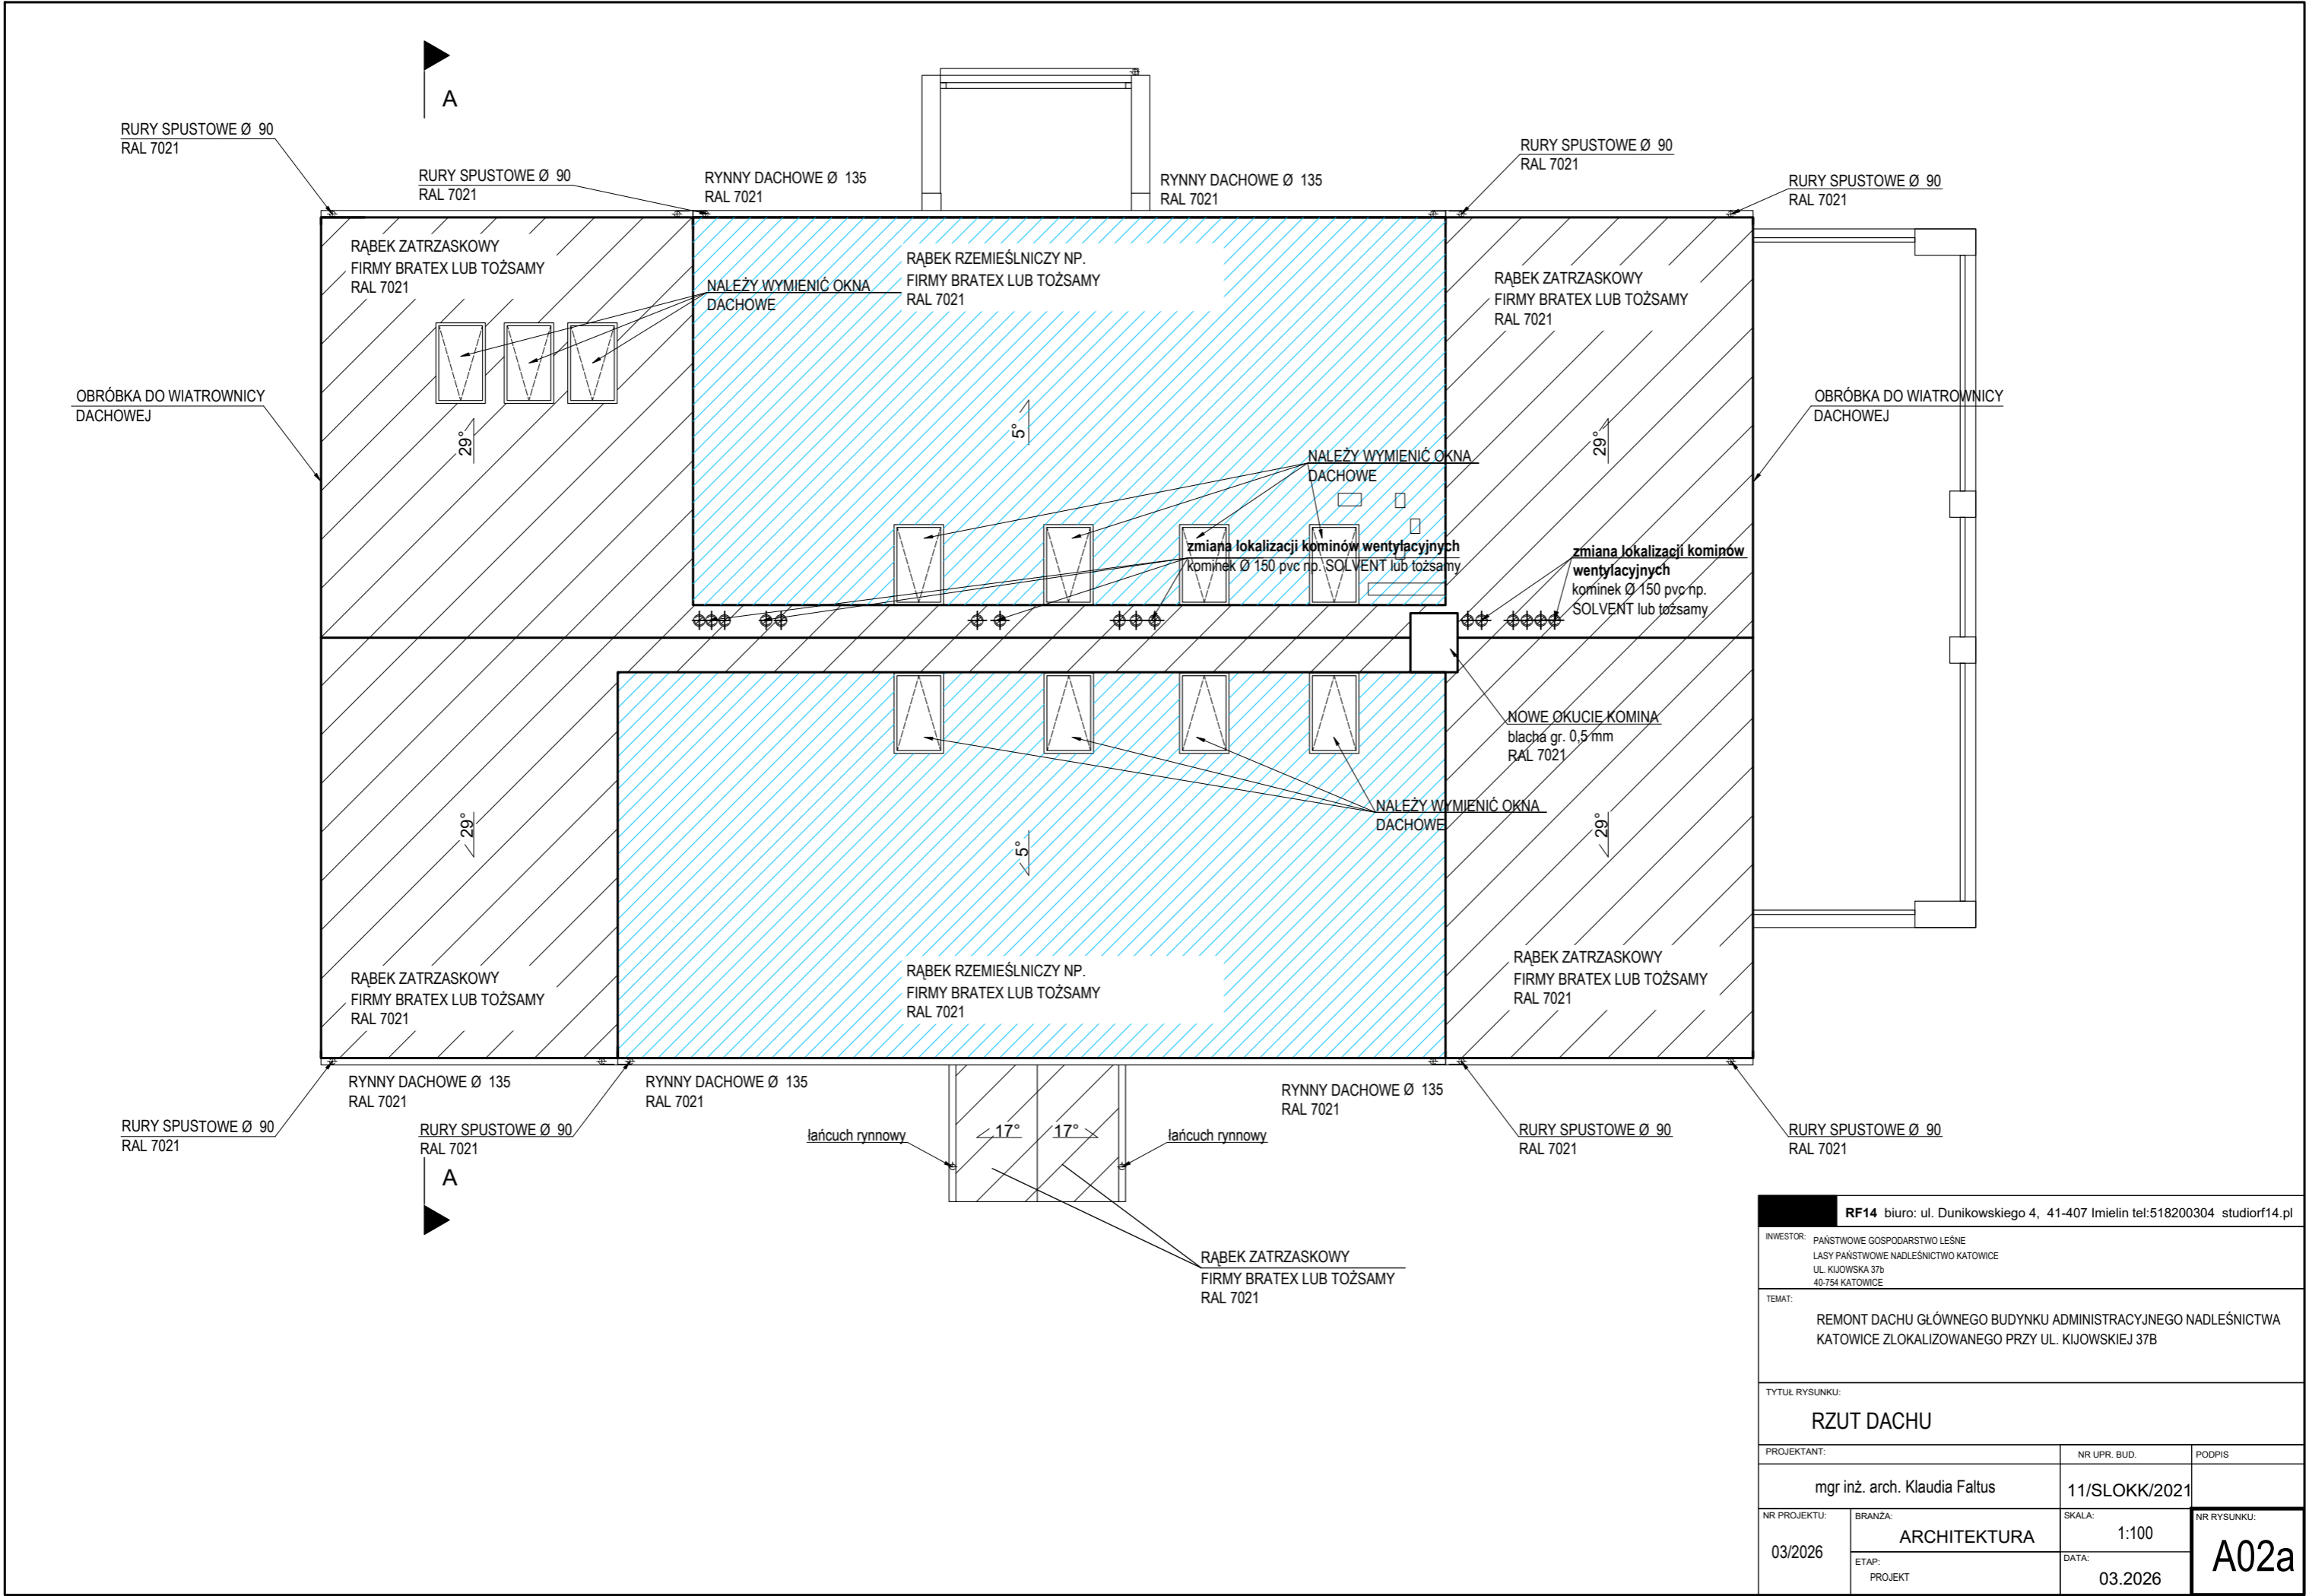 A
RURY SPUSTOWE Ø 90
RAL 7021
RURY SPUSTOWE Ø 90
RAL 7021
RYNNY DACHOWE Ø 135
RAL 7021
RYNNY DACHOWE Ø 135
RAL 7021
RURY SPUSTOWE Ø 90
RAL 7021
RURY SPUSTOWE Ø 90
RAL 7021
RĄBEK ZATRZASKOWY
FIRMY BRATEX LUB TOŻSAMY
RAL 7021
NALEŻY WYMIENIĆ OKNA
DACHOWE
RĄBEK RZEMIEŚLNICZY NP.
FIRMY BRATEX LUB TOŻSAMY
RAL 7021
RĄBEK ZATRZASKOWY
FIRMY BRATEX LUB TOŻSAMY
RAL 7021
OBRÓBKA DO WIATROWNICY
DACHOWEJ
OBRÓBKA DO WIATROWNICY
DACHOWEJ
29°
5°
29°
NALEŻY WYMIENIĆ OKNA
DACHOWE
zmiana lokalizacji kominów wentylacyjnych
kominek Ø 150 pvc np. SOLVENT lub tożsamy
zmiana lokalizacji kominów
wentylacyjnych
kominek Ø 150 pvc np.
SOLVENT lub tożsamy
NOWE OKUCIE KOMINA
blacha gr. 0,5 mm
RAL 7021
NALEŻY WYMIENIĆ OKNA
DACHOWE
29°
5°
29°
RĄBEK ZATRZASKOWY
FIRMY BRATEX LUB TOŻSAMY
RAL 7021
RĄBEK RZEMIEŚLNICZY NP.
FIRMY BRATEX LUB TOŻSAMY
RAL 7021
RĄBEK ZATRZASKOWY
FIRMY BRATEX LUB TOŻSAMY
RAL 7021
RYNNY DACHOWE Ø 135
RAL 7021
RYNNY DACHOWE Ø 135
RAL 7021
RYNNY DACHOWE Ø 135
RAL 7021
RURY SPUSTOWE Ø 90
RAL 7021
RURY SPUSTOWE Ø 90
RAL 7021
łańcuch rynnowy
17°
17°
łańcuch rynnowy
RURY SPUSTOWE Ø 90
RAL 7021
RURY SPUSTOWE Ø 90
RAL 7021
A
RĄBEK ZATRZASKOWY
FIRMY BRATEX LUB TOŻSAMY
RAL 7021
RF14 biuro: ul. Dunikowskiego 4, 41-407 Imielin tel:518200304 studiorf14.pl
INWESTOR:
PAŃSTWOWE GOSPODARSTWO LEŚNE
LASY PAŃSTWOWE NADLEŚNICTWO KATOWICE
UL. KIJOWSKA 37b
40-754 KATOWICE
TEMAT:
REMONT DACHU GŁÓWNEGO BUDYNKU ADMINISTRACYJNEGO NADLEŚNICTWA
KATOWICE ZLOKALIZOWANEGO PRZY UL. KIJOWSKIEJ 37B
TYTUŁ RYSUNKU:
RZUT DACHU
PROJEKTANT:
NR UPR. BUD.
PODPIS
mgr inż. arch. Klaudia Faltus
11/SLOKK/2021
NR PROJEKTU:
03/2026
BRANŻA:
ARCHITEKTURA
SKALA:
1:100
NR RYSUNKU:
A02a
ETAP:
PROJEKT
DATA:
03.2026